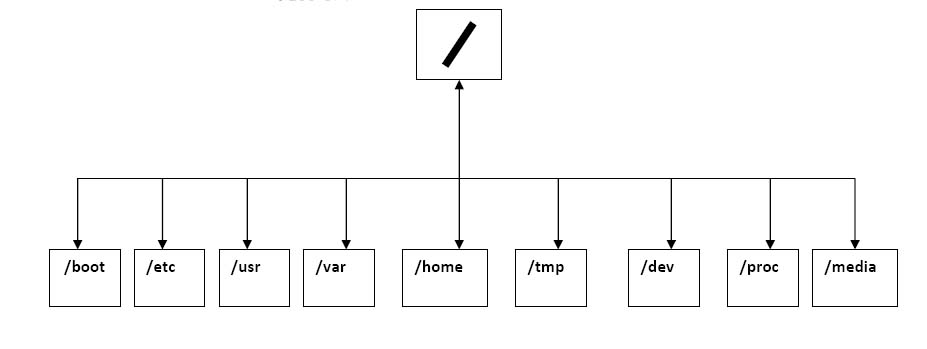 /
/boot
/etc
/usr
/var
/home
/tmp
/dev
/proc
/media